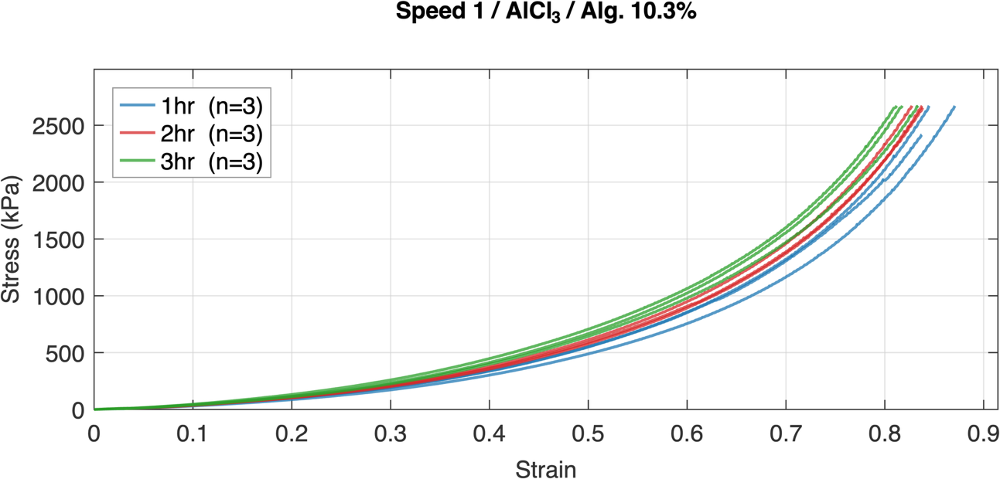 Speed 1 / AlCl₃ / Alg. 10.3%
1hr (n=3)
2hr (n=3)
3hr (n=3)
Stress (kPa)
2500
2000
1500
1000
500
0
0 0.1 0.2 0.3 0.4 0.5 0.6 0.7 0.8 0.9
Strain